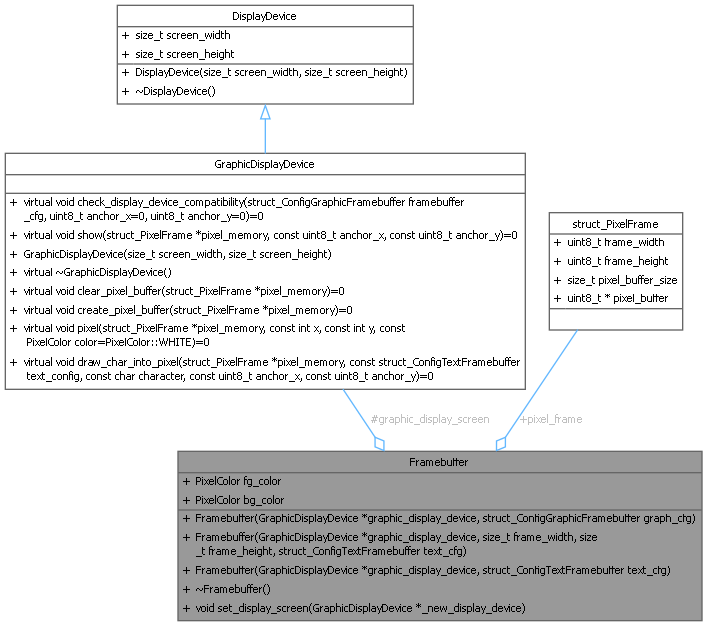 DisplayDevice
+ size_t screen_width
+ size_t screen_height
+ DisplayDevice(size_t screen_width, size_t screen_height)
+ ~DisplayDevice()
GraphicDisplayDevice
+ virtual void check_display_device_compatibility(struct_ConfigGraphicFramebuffer framebuffer
_cfg, uint8_t anchor_x=0, uint8_t anchor_y=0)=0
+ virtual void show(struct_PixelFrame *pixel_memory, const uint8_t anchor_x, const uint8_t anchor_y)=0
+ GraphicDisplayDevice(size_t screen_width, size_t screen_height)
+ virtual ~GraphicDisplayDevice()
+ virtual void clear_pixel_buffer(struct_PixelFrame *pixel_memory)=0
+ virtual void create_pixel_buffer(struct_PixelFrame *pixel_memory)=0
+ virtual void pixel(struct_PixelFrame *pixel_memory, const int x, const int y, const
PixelColor color=PixelColor::WHITE)=0
+ virtual void draw_char_into_pixel(struct_PixelFrame *pixel_memory, const struct_ConfigTextFramebuffer
text_config, const char character, const uint8_t anchor_x, const uint8_t anchor_y)=0
struct_PixelFrame
+ uint8_t frame_width
+ uint8_t frame_height
+ size_t pixel_buffer_size
+ uint8_t * pixel_buffer
#graphic_display_screen
+pixel_frame
Framebuffer
+ PixelColor fg_color
+ PixelColor bg_color
+ Framebuffer(GraphicDisplayDevice *graphic_display_device, struct_ConfigGraphicFramebuffer graph_cfg)
+ Framebuffer(GraphicDisplayDevice *graphic_display_device, size_t frame_width, size
_t frame_height, struct_ConfigTextFramebuffer text_cfg)
+ Framebuffer(GraphicDisplayDevice *graphic_display_device, struct_ConfigTextFramebuffer text_cfg)
+ ~Framebuffer()
+ void set_display_screen(GraphicDisplayDevice *_new_display_device)